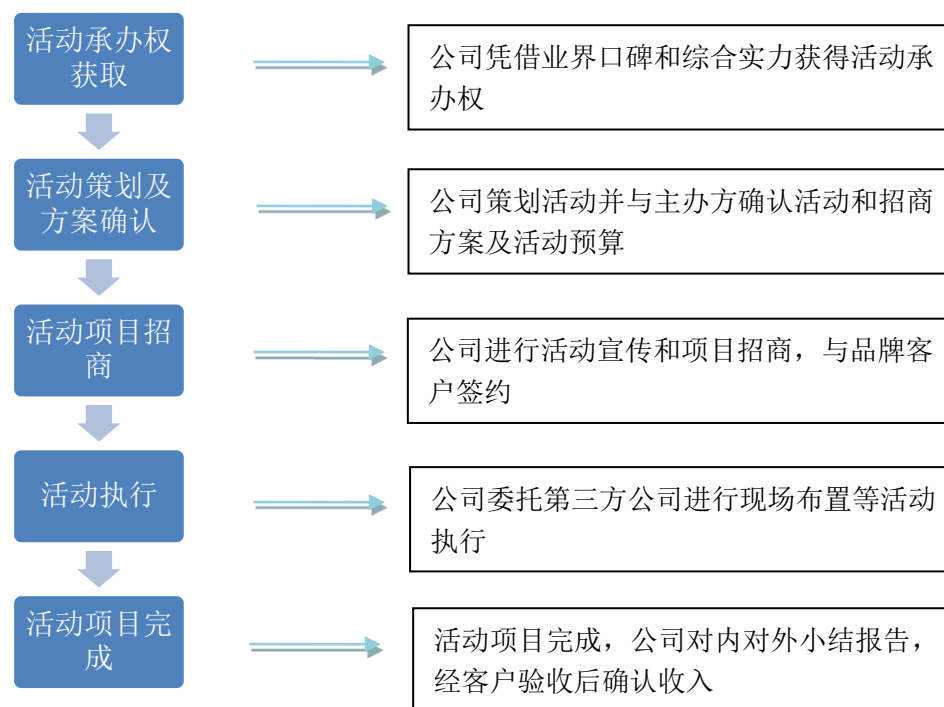 活动承办权
获取
公司凭借业界口碑和综合实力获得活动承
办权
活动策划及
方案确认
公司策划活动并与主办方确认活动和招商
方案及活动预算
活动项目招
商
公司进行活动宣传和项目招商，与品牌客
户签约
活动执行
公司委托第三方公司进行现场布置等活动
执行
活动项目完
成
活动项目完成，公司对内对外小结报告，
经客户验收后确认收入